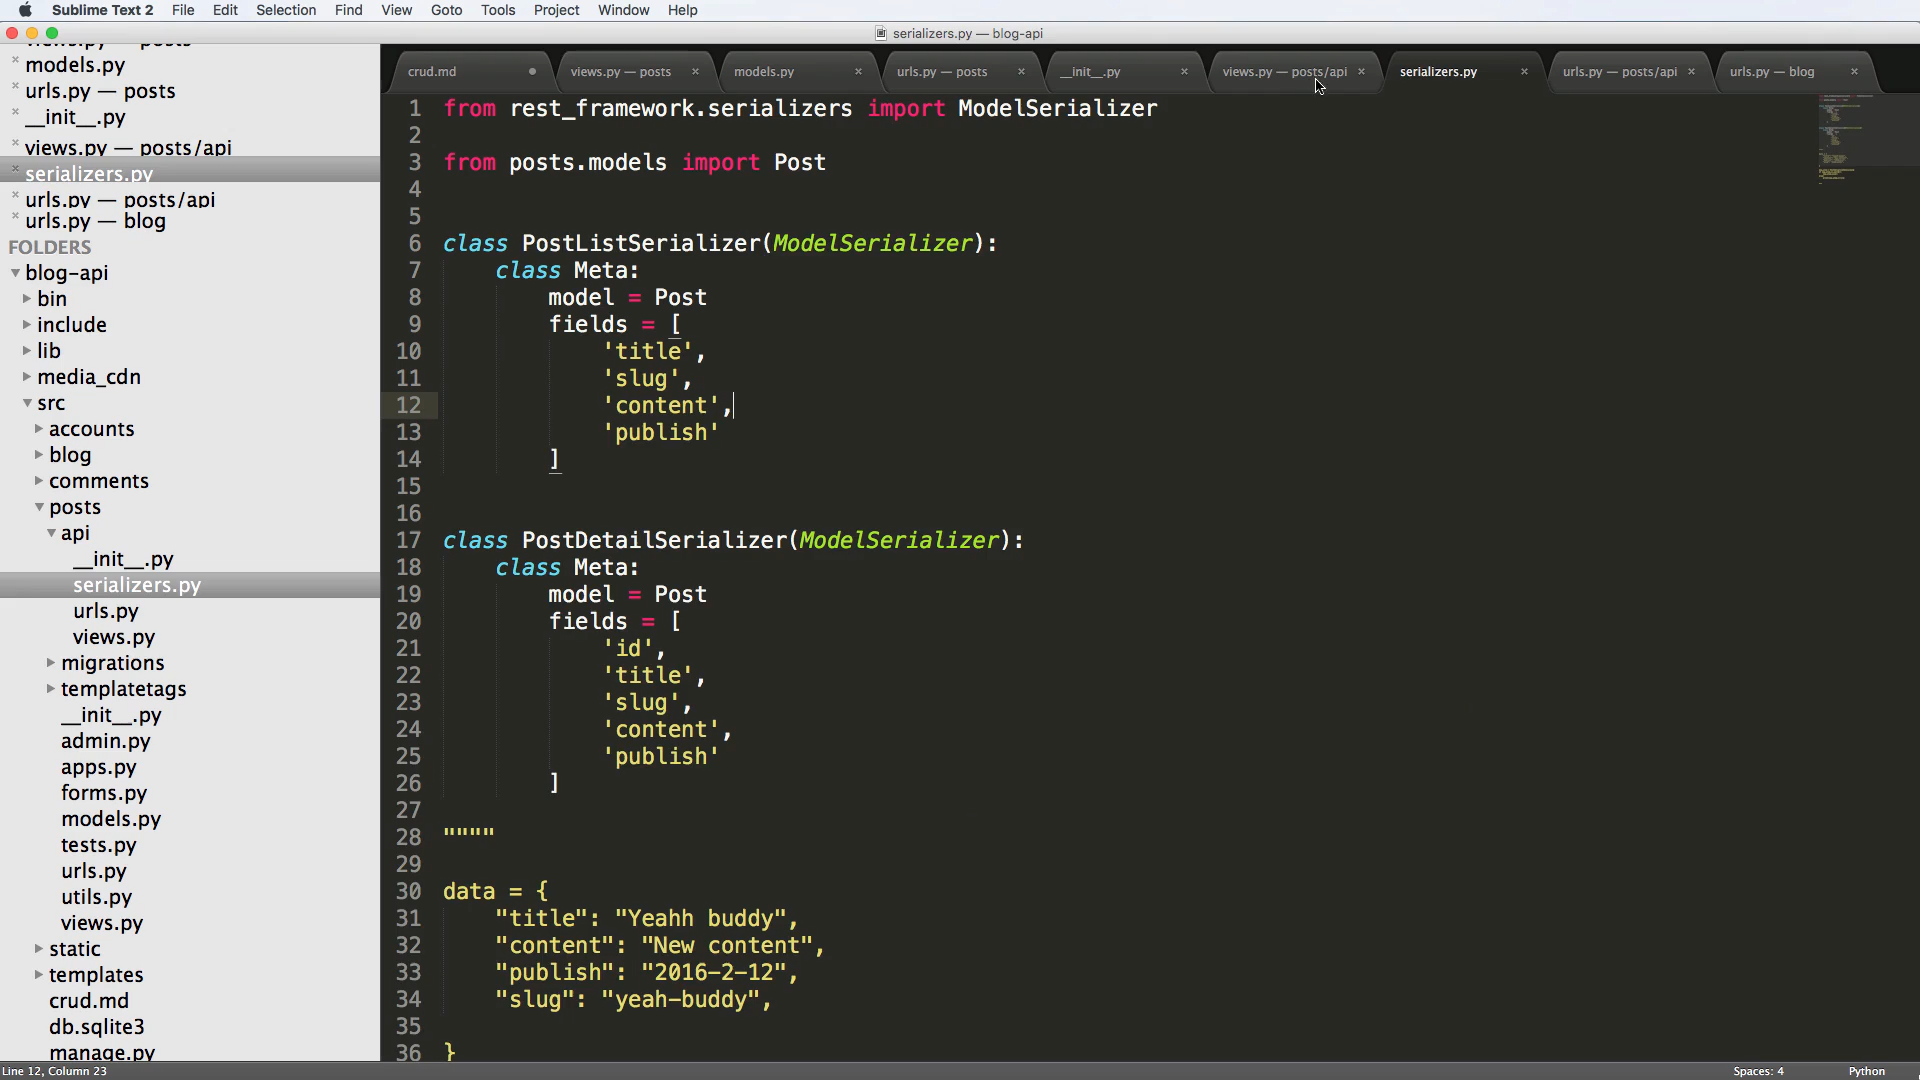 Sublime Text 2 File Edit Selection Find View Goto Tools Project Window Help
serializers.py — blog-api
views.py — posts
models.py
urls.py — posts
__init__.py
views.py — posts/api
serializers.py
urls.py — posts/api
urls.py — blog
FOLDERS
blog-api
bin
include
lib
media_cdn
src
accounts
blog
comments
posts
api
__init__.py
serializers.py
urls.py
views.py
migrations
templatetags
__init__.py
admin.py
apps.py
forms.py
models.py
tests.py
urls.py
utils.py
views.py
static
templates
crud.md
db.sqlite3
manage.py
crud.md views.py — posts models.py urls.py — posts __init__.py views.py — posts/api serializers.py urls.py — posts/api urls.py — blog
1 from rest_framework.serializers import ModelSerializer
2
3 from posts.models import Post
4
5
6 class PostListSerializer(ModelSerializer):
7 class Meta:
8 model = Post
9 fields = [
10 'title',
11 'slug',
12 'content',
13 'publish'
14 ]
15
16
17 class PostDetailSerializer(ModelSerializer):
18 class Meta:
19 model = Post
20 fields = [
21 'id',
22 'title',
23 'slug',
24 'content',
25 'publish'
26 ]
27
28 """"
29
30 data = {
31 "title": "Yeahh buddy",
32 "content": "New content",
33 "publish": "2016-2-12",
34 "slug": "yeah-buddy",
35
36 }
Line 12, Column 23
Spaces: 4 Python